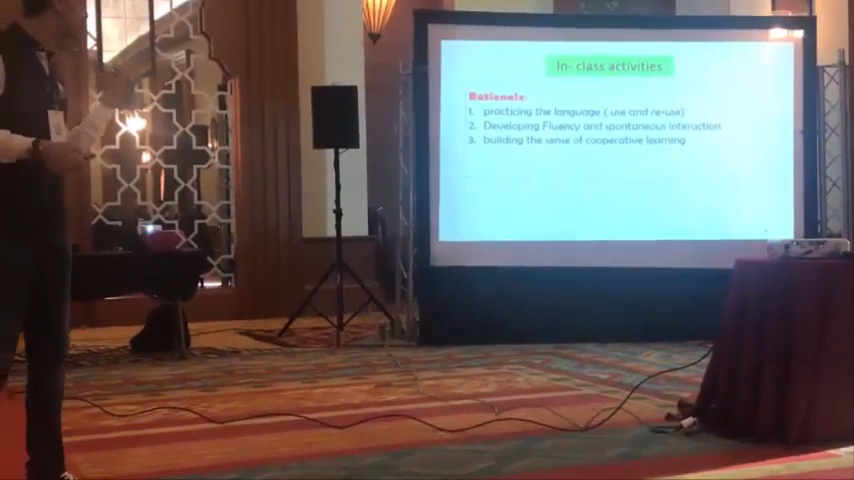 In- class activities
Rationale:
1. practicing the language ( use and re-use)
2. Developing Fluency and spontaneous interaction
3. building the sense of cooperative learning